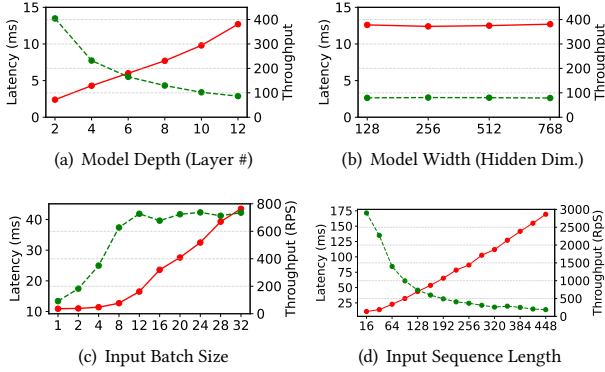 15
10
5
0
Latency (ms)
400
300
200
100
0
Throughput
2 4 6 8 10 12
(a) Model Depth (Layer #)
15
10
5
0
Latency (ms)
400
300
200
100
0
Throughput
128 256 512 768
(b) Model Width (Hidden Dim.)
40
30
20
10
Latency (ms)
800
600
400
200
0
Throughput (RPS)
1 2 4 8 12 16 20 24 28 32
(c) Input Batch Size
175
150
125
100
75
50
25
Latency (ms)
3000
2500
2000
1500
1000
500
0
Throughput (RpS)
16 64 128 192 256 320 384 448
(d) Input Sequence Length